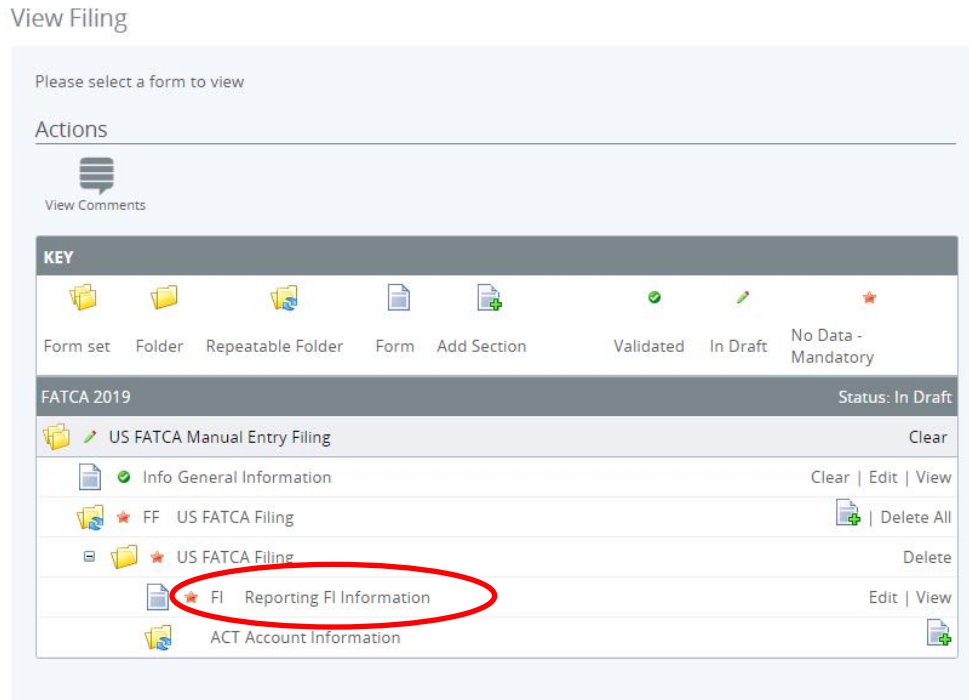 View Filing
Please select a form to view
Actions
View Comments
KEY
Form set Folder Repeatable Folder Form Add Section Validated In Draft No Data -
Mandatory
FATCA 2019 Status: In Draft
US FATCA Manual Entry Filing Clear
Info General Information Clear | Edit | View
FF US FATCA Filing | Delete All
US FATCA Filing Delete
FI Reporting FI Information Edit | View
ACT Account Information